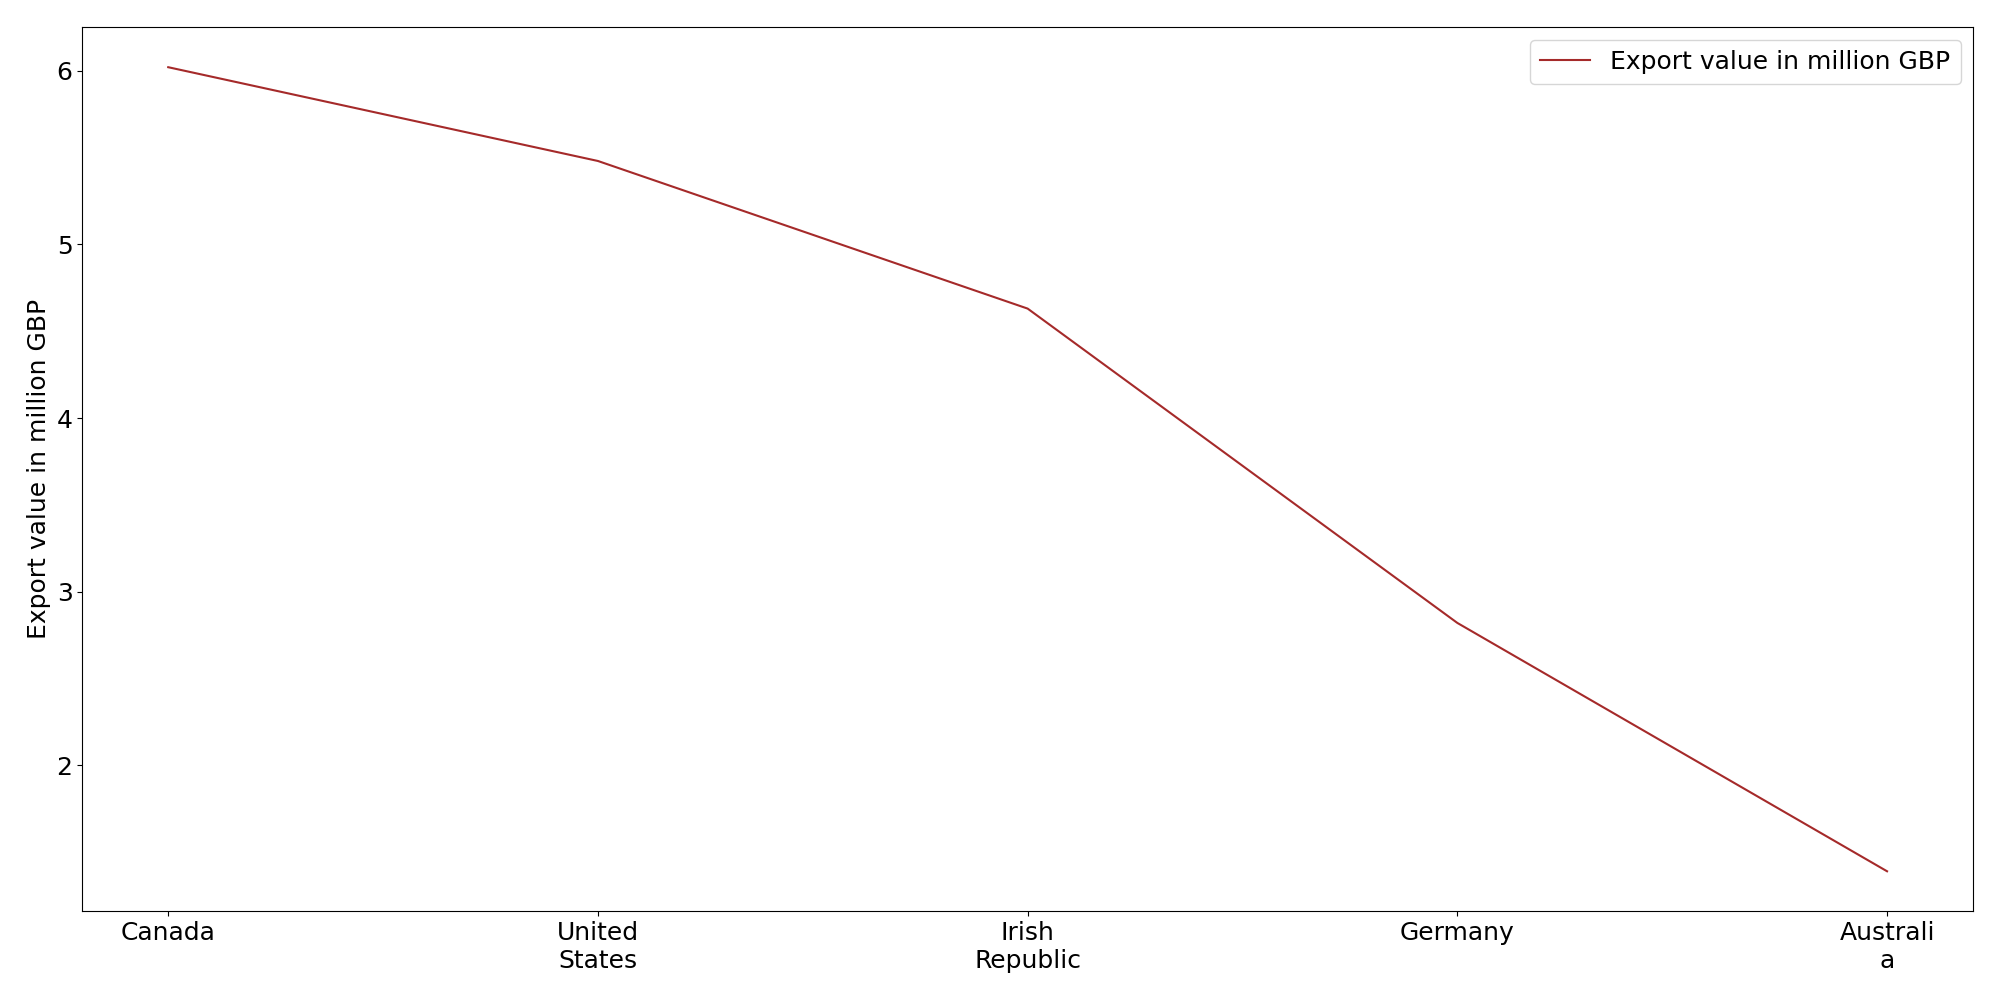 Export value in million GBP
6
5
4
3
2
Export value in million GBP
Canada
United
States
Irish
Republic
Germany
Australi
a